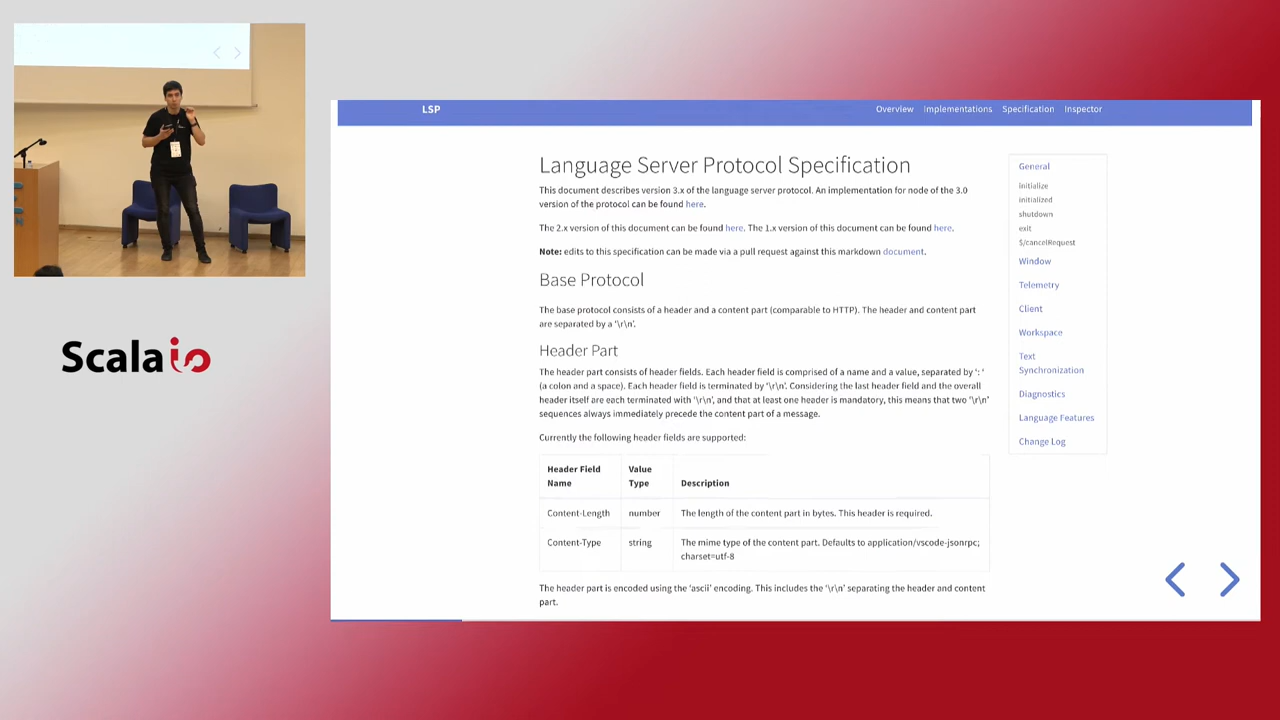 Scala io
LSP
Overview Implementations Specification Inspector
Language Server Protocol Specification
This document describes version 3.x of the language server protocol. An implementation for node of the 3.0
version of the protocol can be found here.
The 2.x version of this document can be found here. The 1.x version of this document can be found here.
Note: edits to this specification can be made via a pull request against this markdown document.
Base Protocol
The base protocol consists of a header and a content part (comparable to HTTP). The header and content part
are separated by a '\r\n'.
Header Part
The header part consists of header fields. Each header field is comprised of a name and a value, separated by ': '
(a colon and a space). Each header field is terminated by '\r\n'. Considering the last header field and the overall
header itself are each terminated with '\r\n', and that at least one header is mandatory, this means that two '\r\n'
sequences always immediately precede the content part of a message.
Currently the following header fields are supported:
Header Field Name Value Type Description
Content-Length number The length of the content part in bytes. This header is required.
Content-Type string The mime type of the content part. Defaults to application/vscode-jsonrpc;
charset=utf-8
The header part is encoded using the 'ascii' encoding. This includes the '\r\n' separating the header and content
part.
General
initialize
initialized
shutdown
exit
$/cancelRequest
Window
Telemetry
Client
Workspace
Text
Synchronization
Diagnostics
Language Features
Change Log